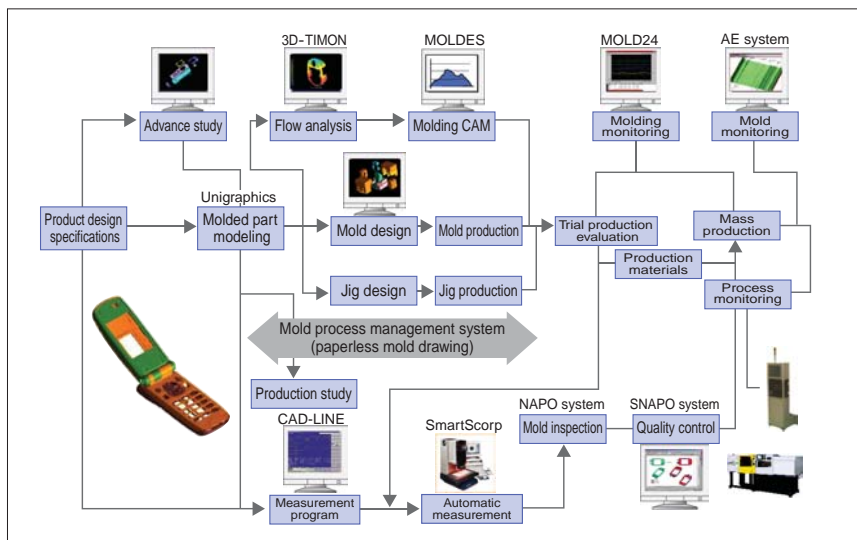 3D-TIMON
MOLDES
MOLD24
AE system
Advance study
Flow analysis
Molding CAM
Molding
monitoring
Mold
monitoring
Unigraphics
Product design
specifications
Molded part
modeling
Mold design
Mold production
Trial production
evaluation
Mass
production
Production
materials
Jig design
Jig production
Process
monitoring
Mold process management system
(paperless mold drawing)
Production study
CAD-LINE
SmartScorp
NAPO system
SNAPO system
Mold inspection
Quality control
Measurement
program
Automatic
measurement